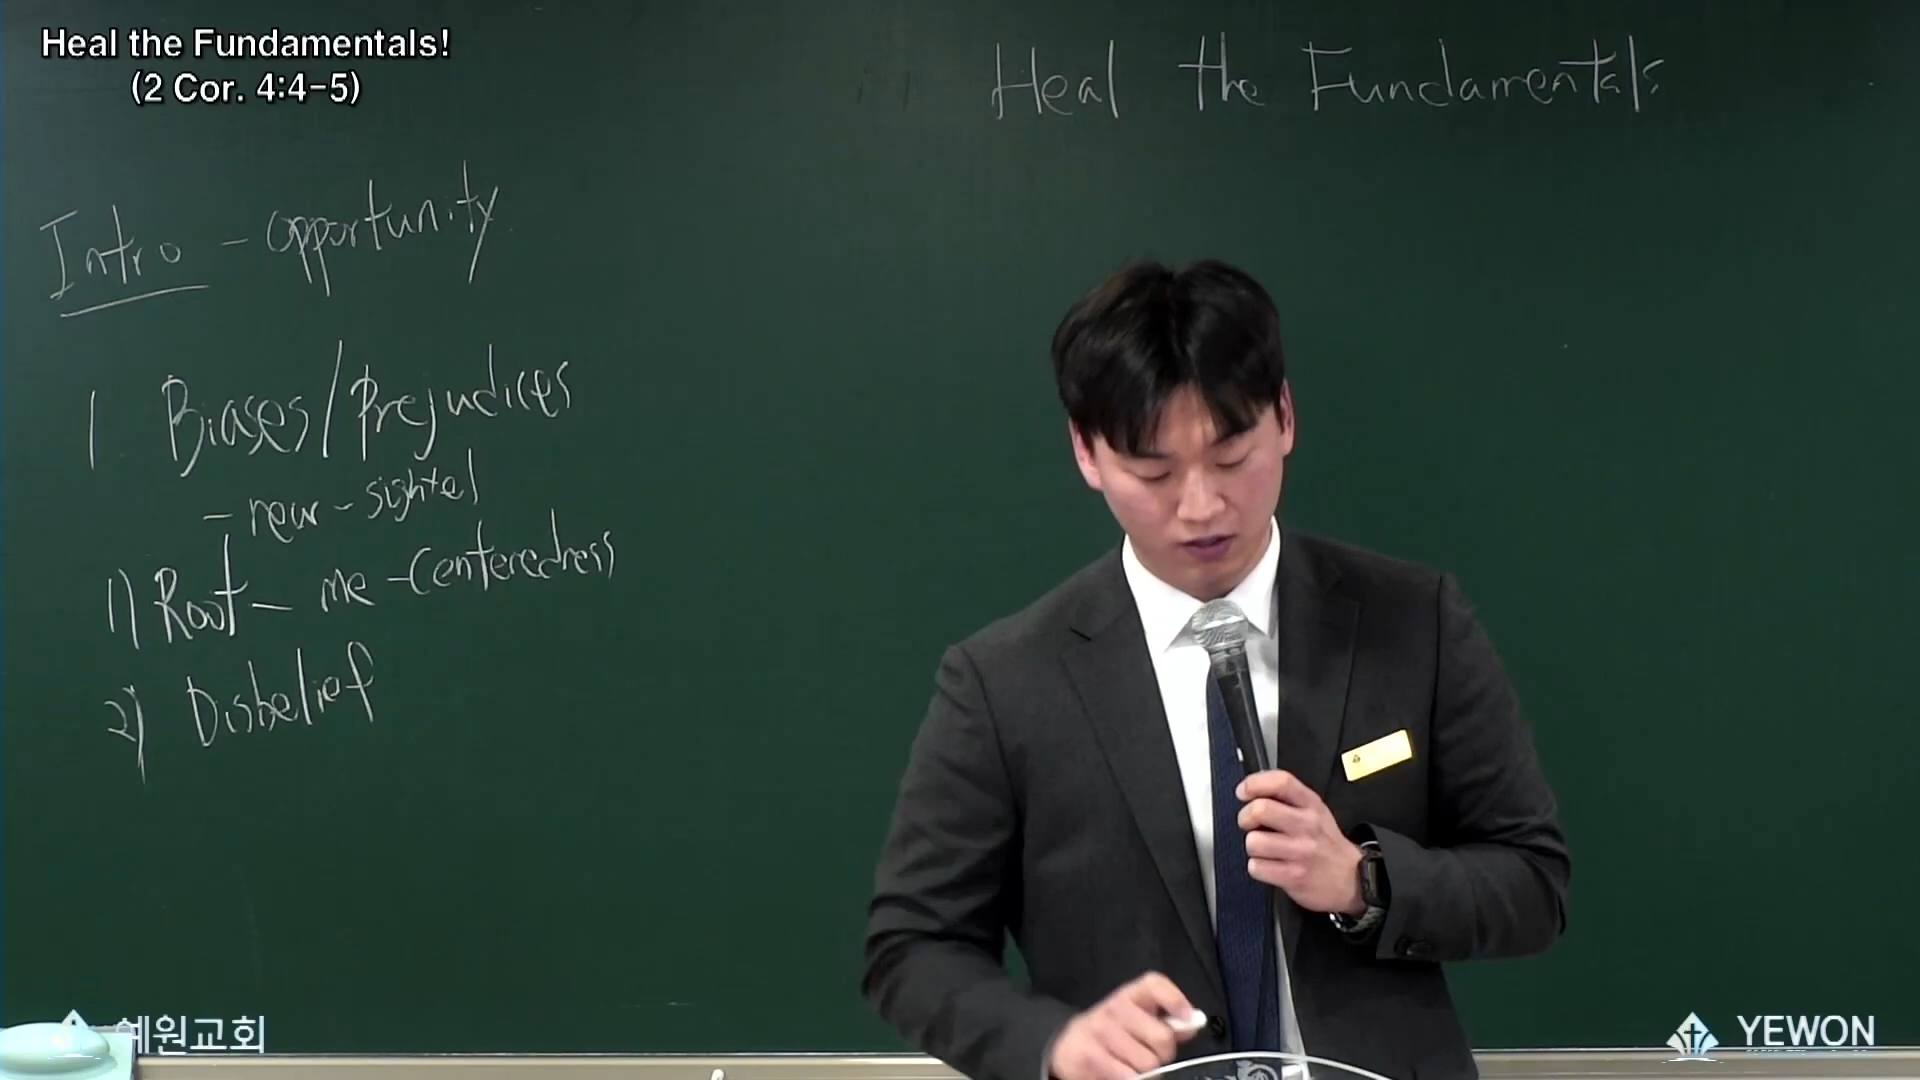 Heal the Fundamentals!
(2 Cor. 4:4-5)
Heal the Fundamentals
Intro - opportunity
1 Biases/Prejudices
- near-sighted
1) Root - me-Centeredness
2) Disbelief
예원교회
YEWON